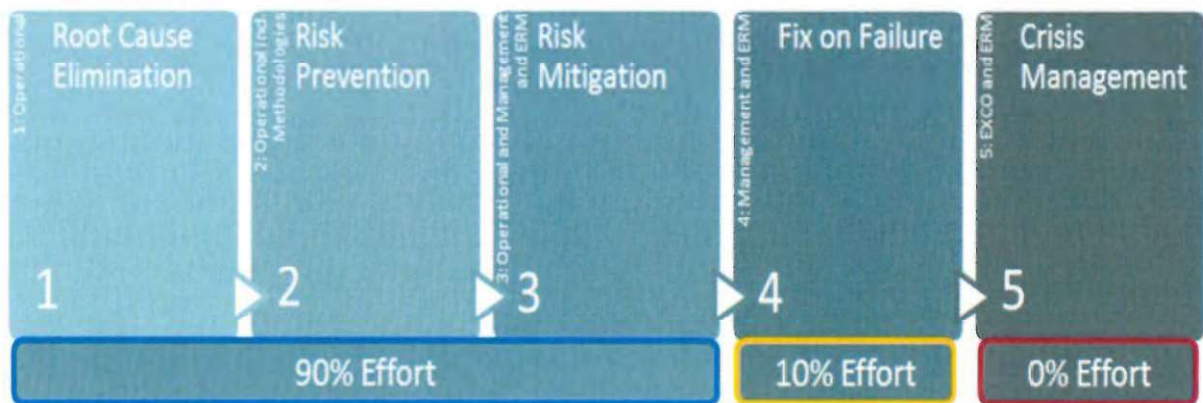 1: Operational
Root Cause
Elimination
1
2: Operational ind.
Methodologies
Risk
Prevention
2
3: Operational and Management
and ERM
Risk
Mitigation
3
4: Management and ERM
Fix on Failure
4
5: EXCO and ERM
Crisis
Management
5
90% Effort
10% Effort
0% Effort